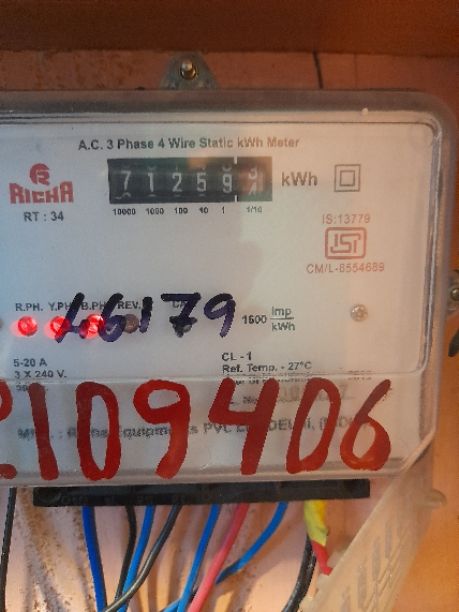 A.C. 3 Phase 4 Wire Static kWh Meter
71259 kWh
10000 1000 100 10 1 1/10
RICHA
RT : 34
IS:13779
ISI
CM/L-8554689
R.PH. Y.PH. B.PH. REV.
46179
1600 Imp/kWh
5-20 A
3 X 240 V.
CL - 1
Ref. Temp. - 27°C
109406